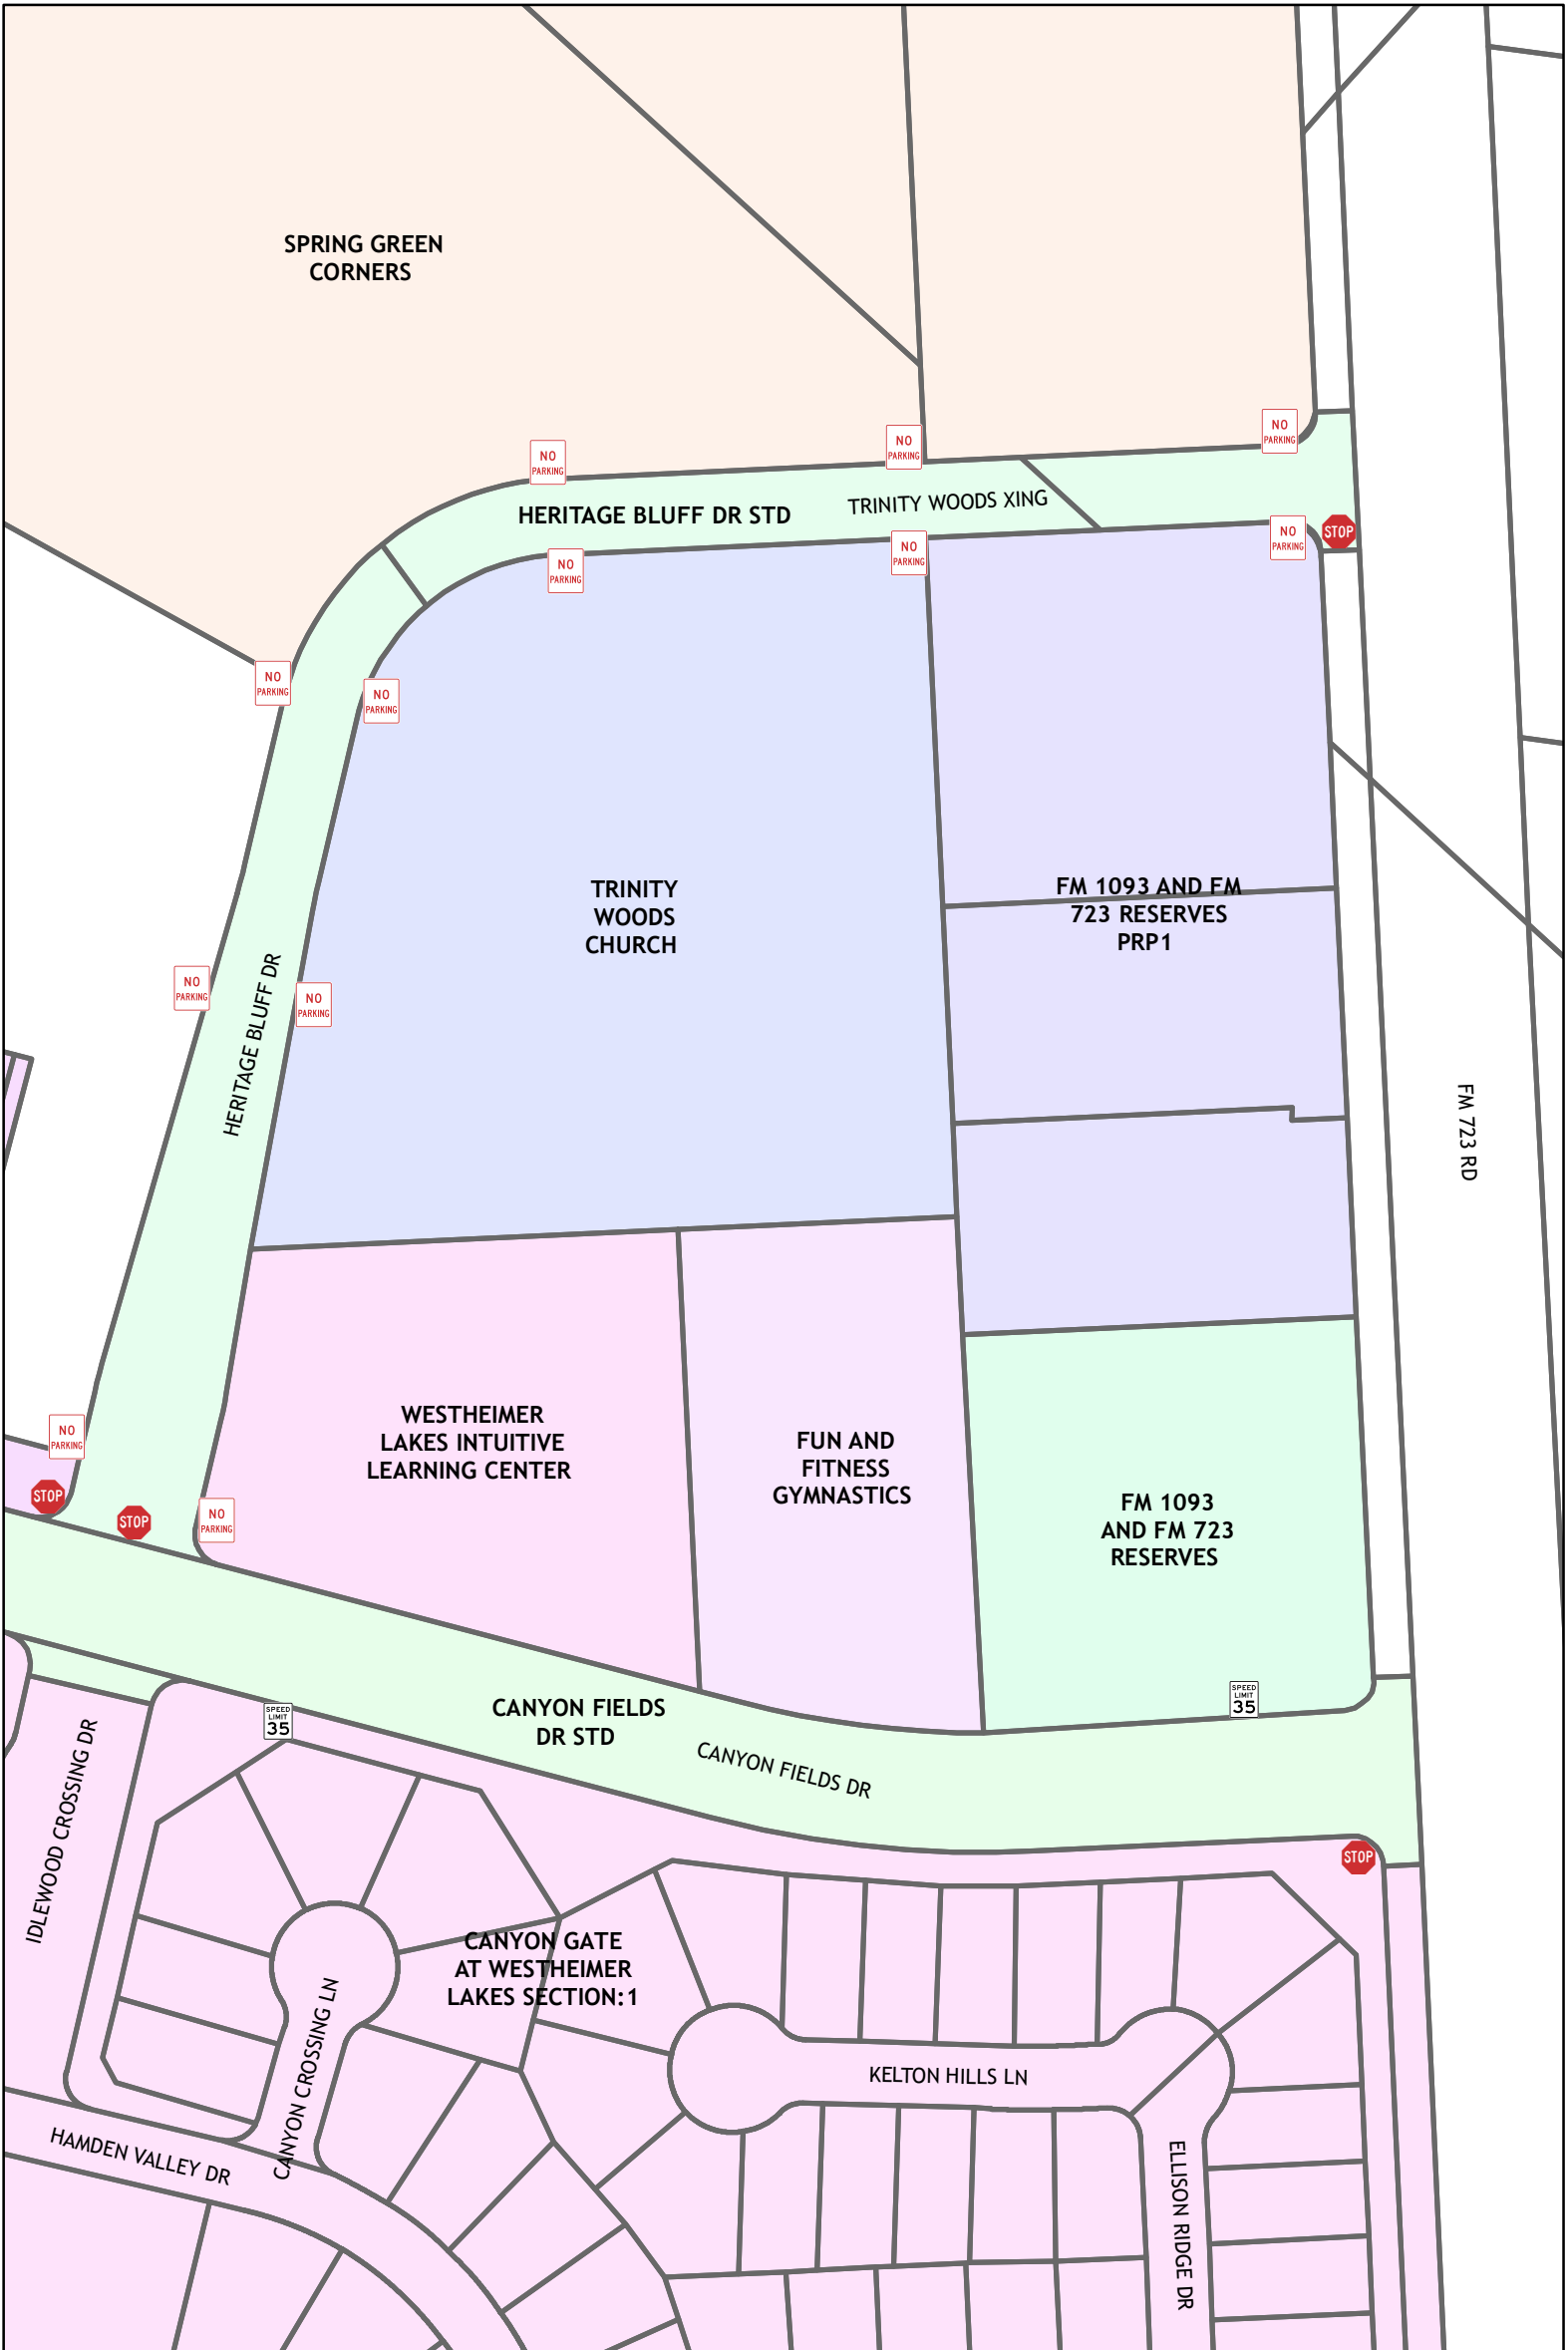 SPRING GREEN
CORNERS
NO
PARKING
NO
PARKING
NO
PARKING
HERITAGE BLUFF DR STD
TRINITY WOODS XING
STOP
NO
PARKING
NO
PARKING
NO
PARKING
NO
PARKING
NO
PARKING
TRINITY
WOODS
CHURCH
FM 1093 AND FM
723 RESERVES
PRP1
HERITAGE BLUFF DR
NO
PARKING
NO
PARKING
FM 723 RD
WESTHEIMER
LAKES INTUITIVE
LEARNING CENTER
FUN AND
FITNESS
GYMNASTICS
FM 1093
AND FM 723
RESERVES
NO
PARKING
STOP
STOP
NO
PARKING
SPEED
LIMIT
35
SPEED
LIMIT
35
CANYON FIELDS
DR STD
CANYON FIELDS DR
IDLEWOOD CROSSING DR
STOP
CANYON GATE
AT WESTHEIMER
LAKES SECTION:1
CANYON CROSSING LN
KELTON HILLS LN
HAMDEN VALLEY DR
ELLISON RIDGE DR